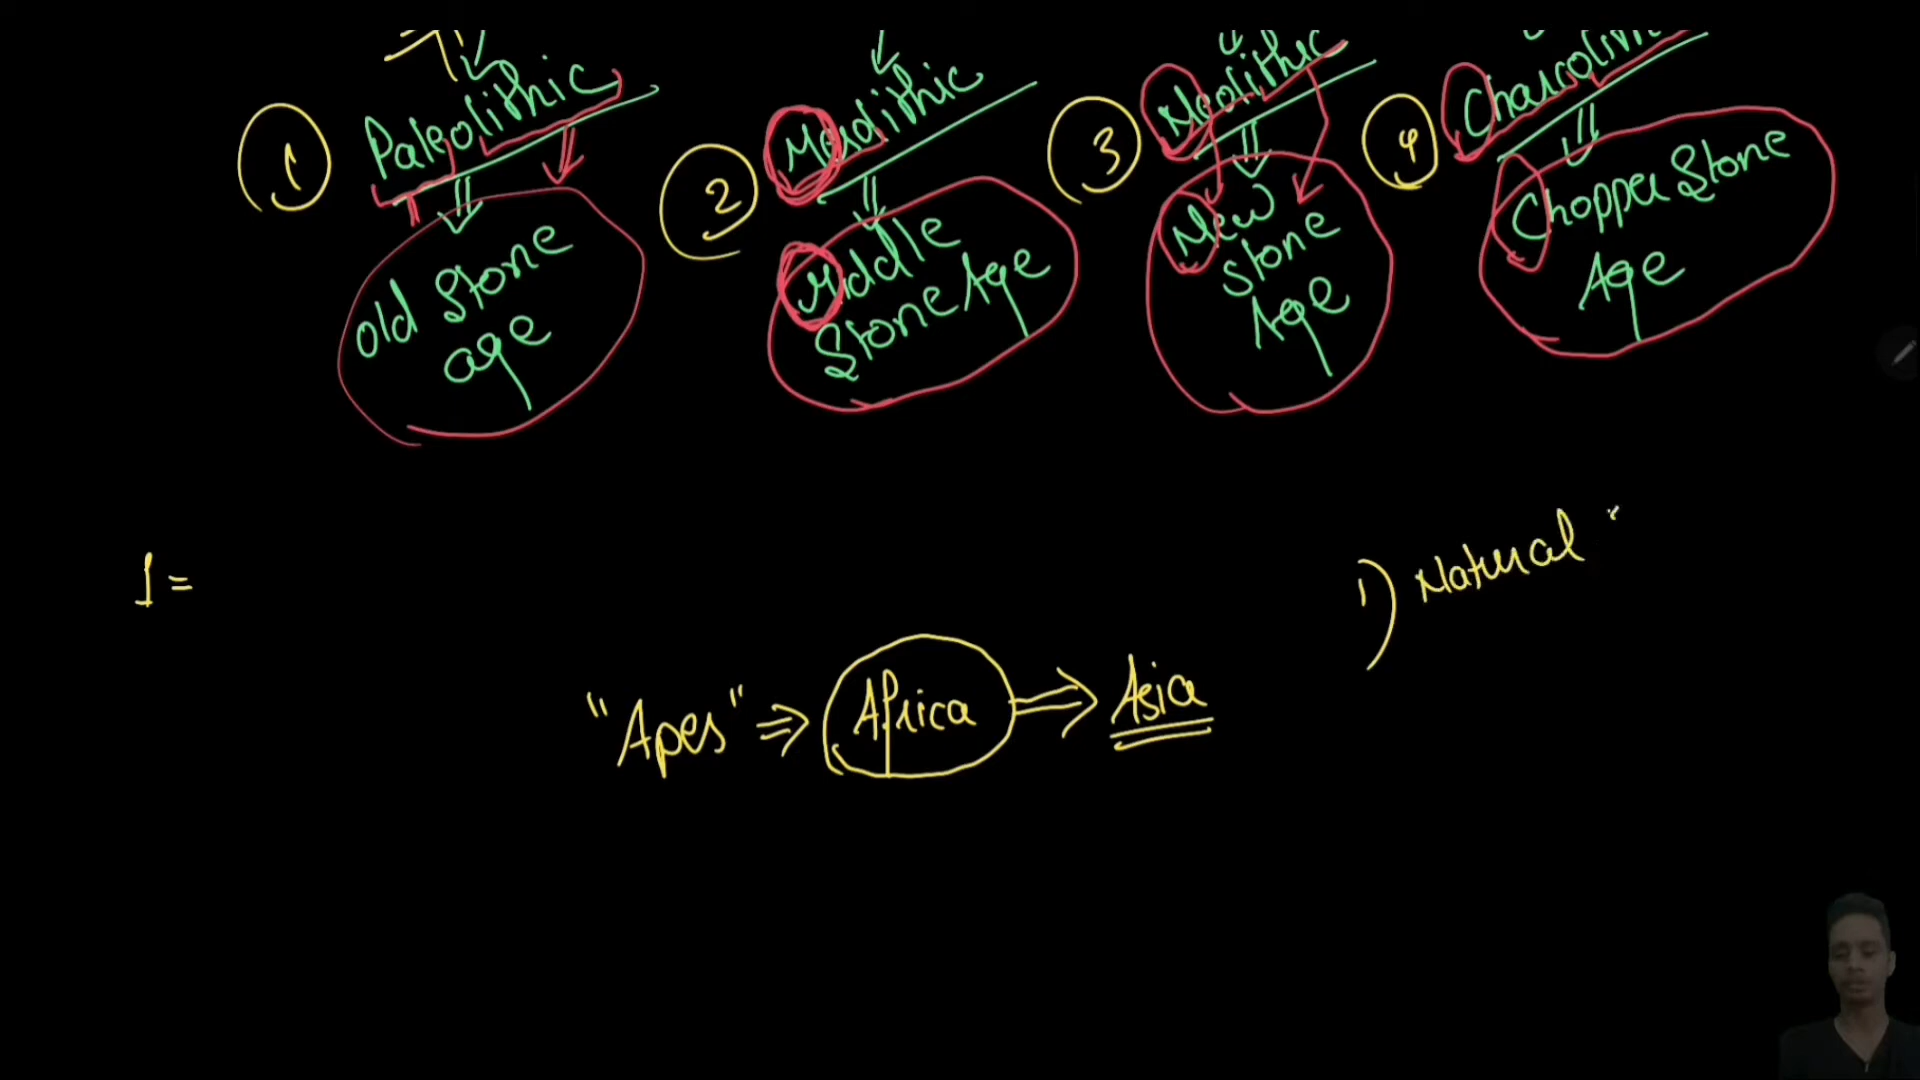 1 Paleolithic
old Stone
age
2 Mesolithic
Middle
Stone Age
3 Neolithic
New
Stone
Age
4
Chopper Stone
Age
1 =
1) Natural
"Apes" ⇒ Africa ⇒ Asia